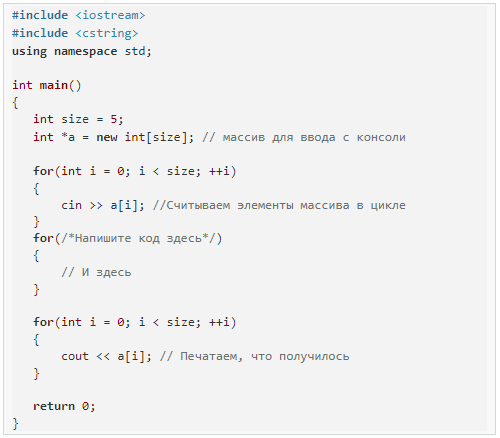 #include <iostream>
#include <cstring>
using namespace std;

int main()
{
   int size = 5;
   int *a = new int[size]; // массив для ввода с консоли

   for(int i = 0; i < size; ++i)
   {
       cin >> a[i]; //Считываем элементы массива в цикле
   }
   for(/*Напишите код здесь*/)
   {
       // И здесь
   }

   for(int i = 0; i < size; ++i)
   {
       cout << a[i]; // Печатаем, что получилось
   }

   return 0;
}